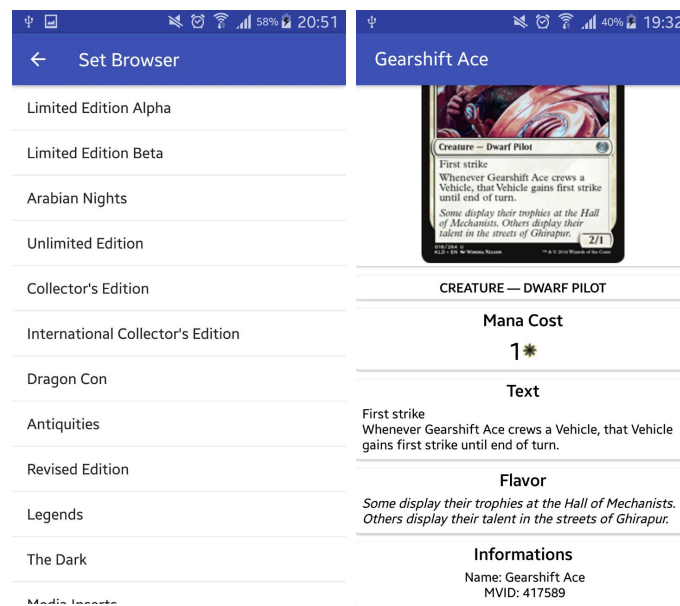 58% 20:51
Set Browser
Limited Edition Alpha
Limited Edition Beta
Arabian Nights
Unlimited Edition
Collector's Edition
International Collector's Edition
Dragon Con
Antiquities
Revised Edition
Legends
The Dark
Media Inserts
40% 19:32
Gearshift Ace
Creature — Dwarf Pilot
First strike
Whenever Gearshift Ace crews a
Vehicle, that Vehicle gains first strike
until end of turn.
Some display their trophies at the Hall
of Mechanists. Others display their
talent in the streets of Ghirapur.
2/1
CREATURE — DWARF PILOT
Mana Cost
1
Text
First strike
Whenever Gearshift Ace crews a Vehicle, that Vehicle
gains first strike until end of turn.
Flavor
Some display their trophies at the Hall of Mechanists.
Others display their talent in the streets of Ghirapur.
Informations
Name: Gearshift Ace
MVID: 417589